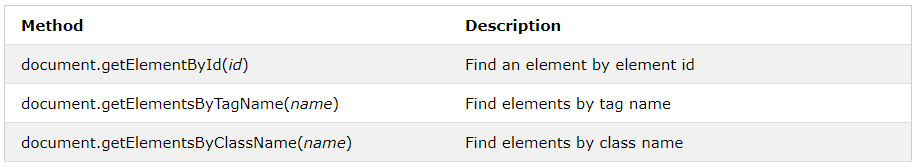 Method Description
document.getElementById(id) Find an element by element id
document.getElementsByTagName(name) Find elements by tag name
document.getElementsByClassName(name) Find elements by class name